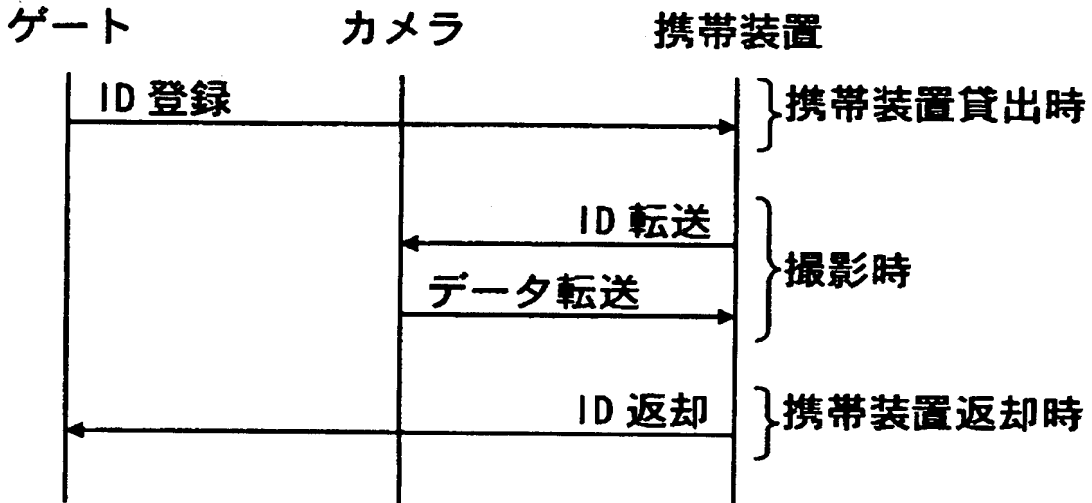 ゲート
カメラ
携帯装置
ID 登録
携帯装置貸出時
ID 転送
データ転送
撮影時
ID 返却
携帯装置返却時